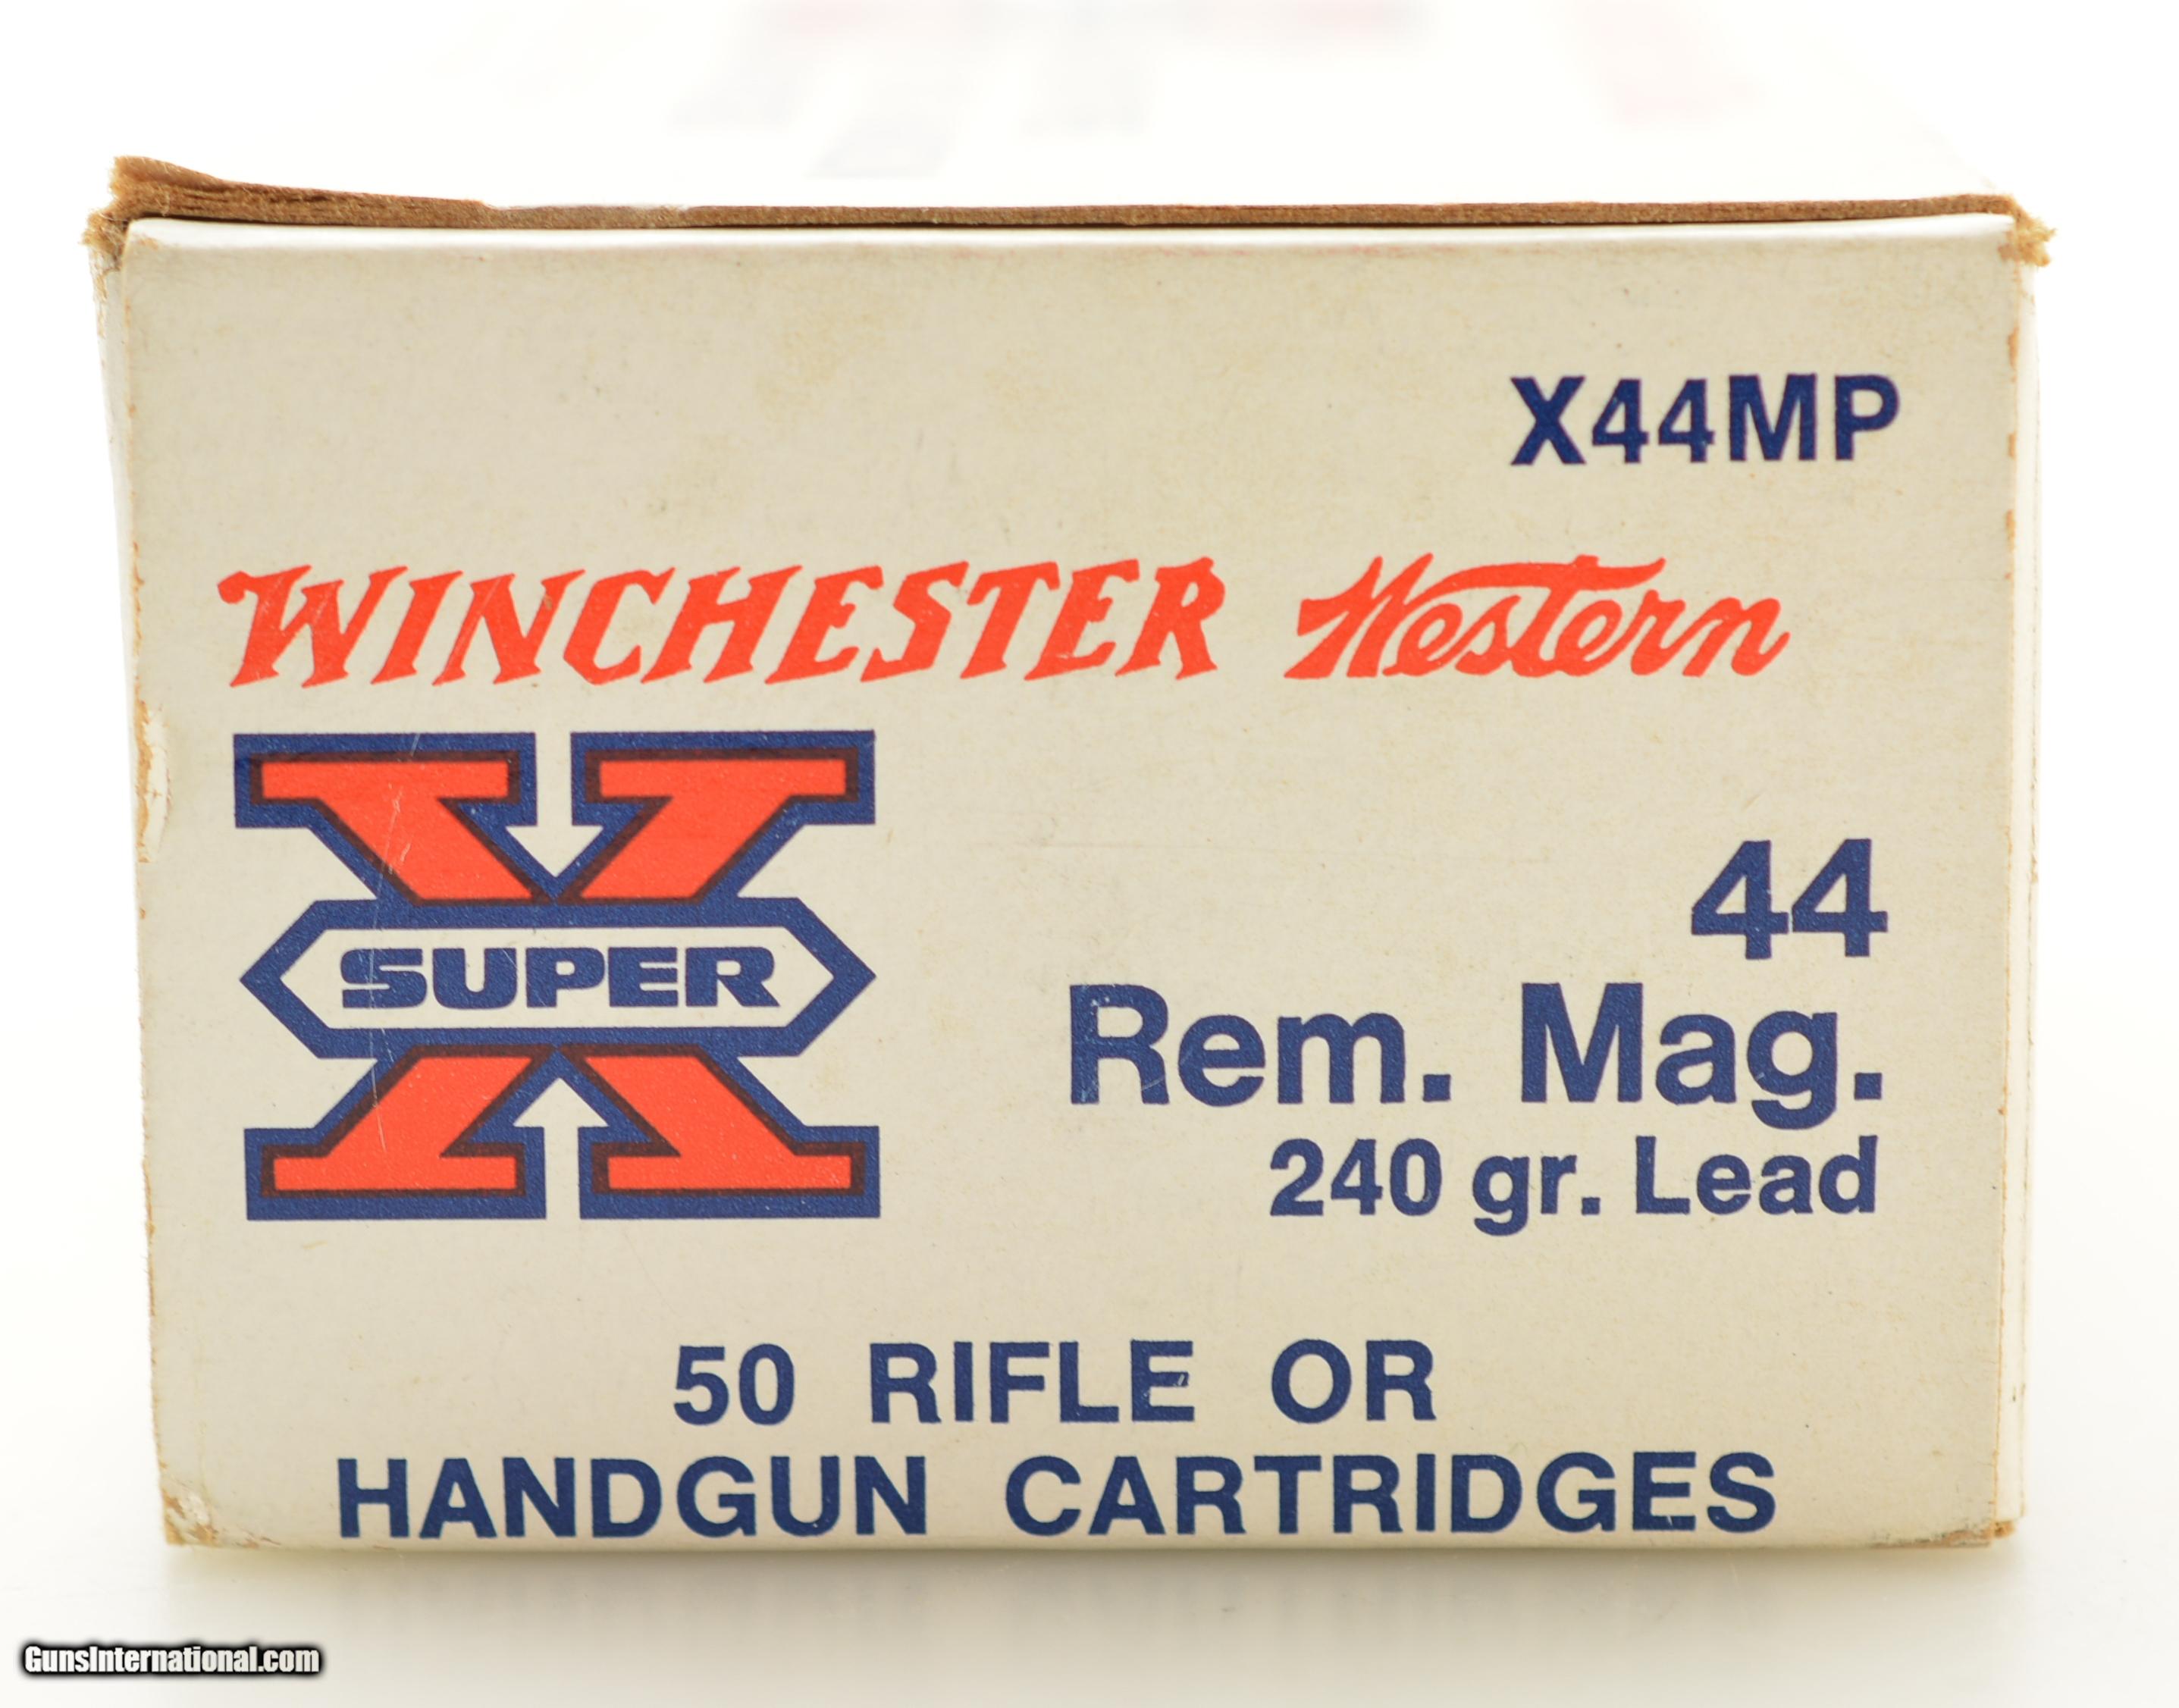 X44MP
WINCHESTER Western
SUPER X
44
Rem. Mag.
240 gr. Lead
50 RIFLE OR
HANDGUN CARTRIDGES
GunsInternational.com